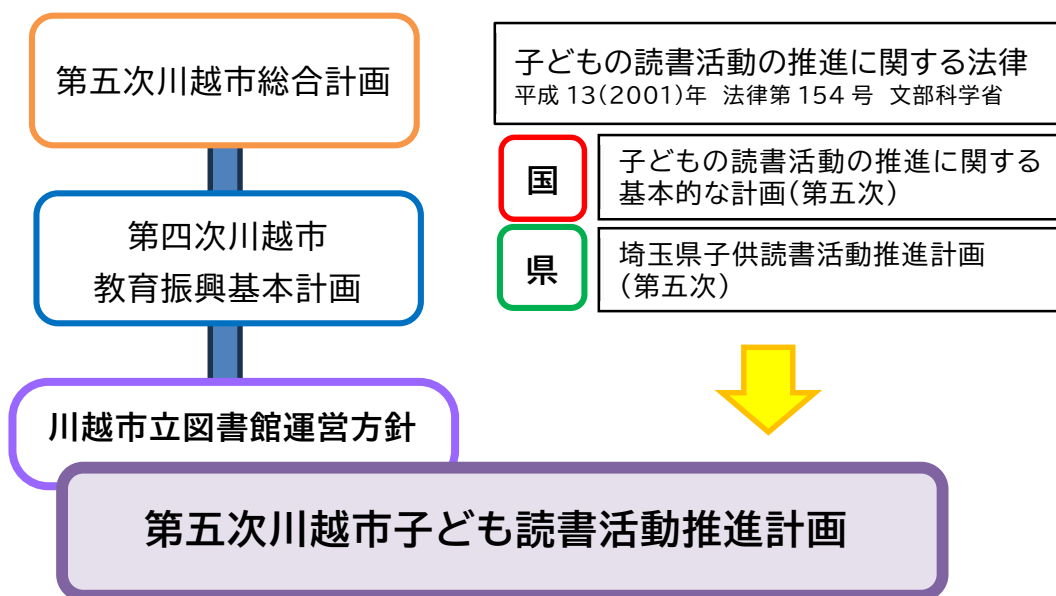 第五次川越市総合計画
第四次川越市
教育振興基本計画
川越市立図書館運営方針
子どもの読書活動の推進に関する法律
平成 13(2001)年 法律第 154 号 文部科学省
国
子どもの読書活動の推進に関する
基本的な計画(第五次)
県
埼玉県子供読書活動推進計画
(第五次)
第五次川越市子ども読書活動推進計画